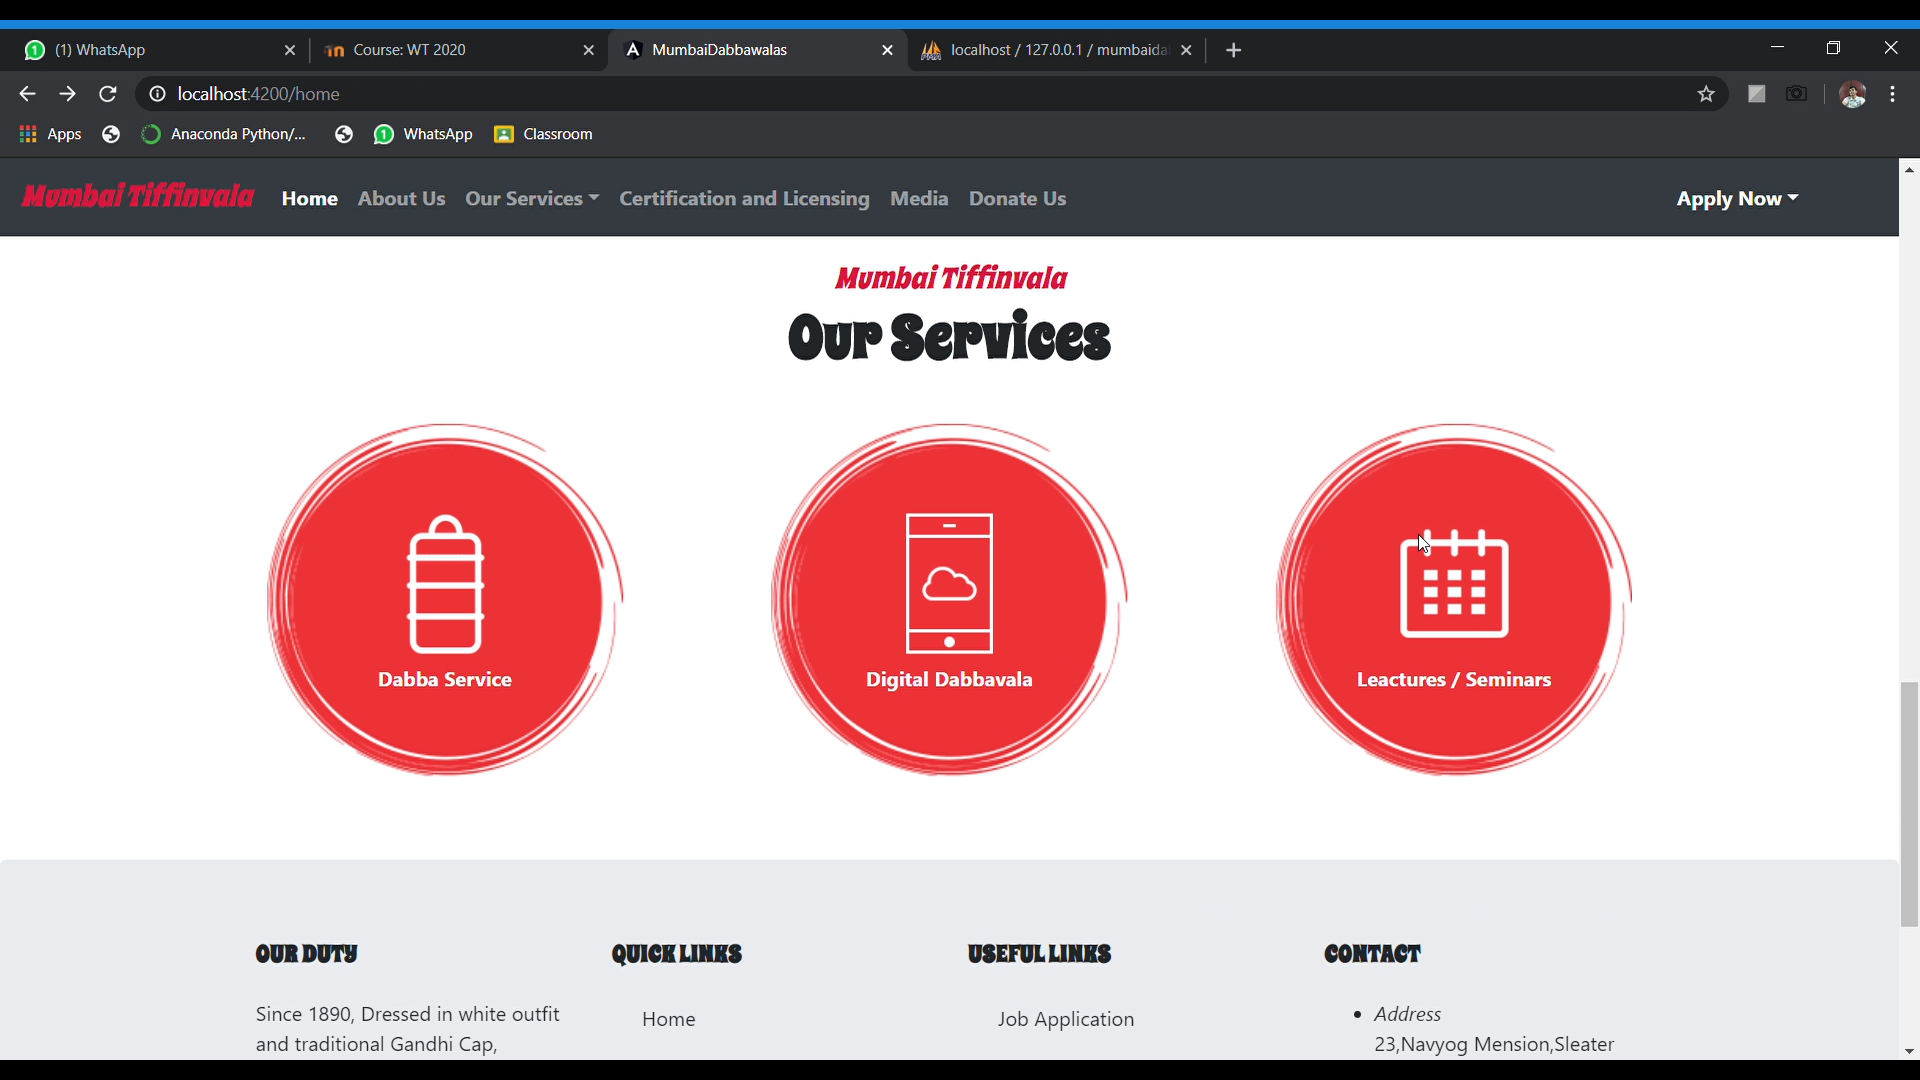 (1) WhatsApp
Course: WT 2020
MumbaiDabbawalas
localhost / 127.0.0.1 / mumbaida
localhost:4200/home
Apps
Anaconda Python/...
WhatsApp
Classroom
Mumbai Tiffinvala
Home
About Us
Our Services
Certification and Licensing
Media
Donate Us
Apply Now
Mumbai Tiffinvala
Our Services
Dabba Service
Digital Dabbavala
Leactures / Seminars
OUR DUTY
Since 1890, Dressed in white outfit
and traditional Gandhi Cap,
QUICK LINKS
Home
USEFUL LINKS
Job Application
CONTACT
• Address
23,Navyog Mension,Sleater